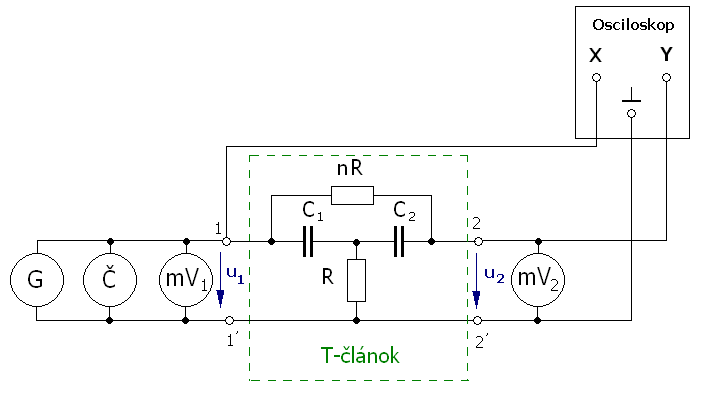 Osciloskop
X Y
nR
C1 C2
1 2
G Č mV1 u1 R u2 mV2
1' 2'
T-článok